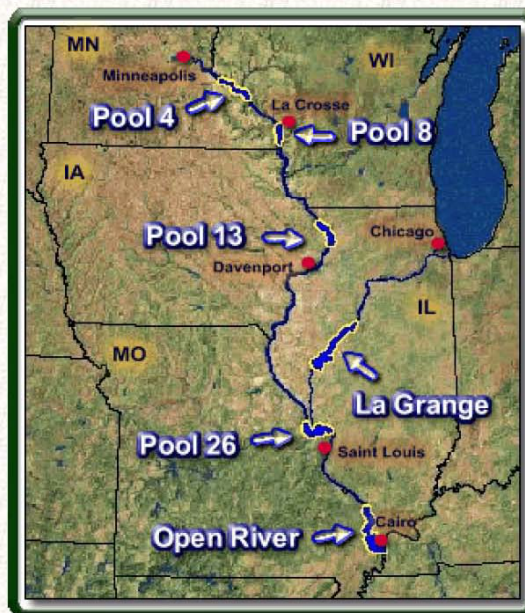 MN
WI
Minneapolis
Pool 4
La Crosse
Pool 8
IA
Pool 13
Chicago
Davenport
IL
MO
La Grange
Pool 26
Saint Louis
Open River
Cairo